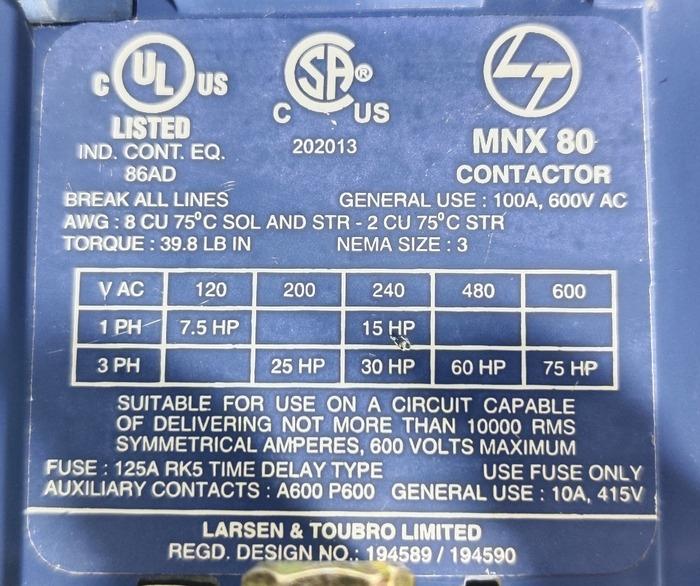 C UL US
LISTED
IND. CONT. EQ.
86AD
CSA®
C US
202013
LT
MNX 80
CONTACTOR
BREAK ALL LINES GENERAL USE : 100A, 600V AC
AWG : 8 CU 75°C SOL AND STR - 2 CU 75°C STR
TORQUE : 39.8 LB IN NEMA SIZE : 3
V AC 120 200 240 480 600
1 PH 7.5 HP 15 HP
3 PH 25 HP 30 HP 60 HP 75 HP
SUITABLE FOR USE ON A CIRCUIT CAPABLE
OF DELIVERING NOT MORE THAN 10000 RMS
SYMMETRICAL AMPERES, 600 VOLTS MAXIMUM
FUSE : 125A RK5 TIME DELAY TYPE USE FUSE ONLY
AUXILIARY CONTACTS : A600 P600 GENERAL USE : 10A, 415V
LARSEN & TOUBRO LIMITED
REGD. DESIGN NO.: 194589 / 194590